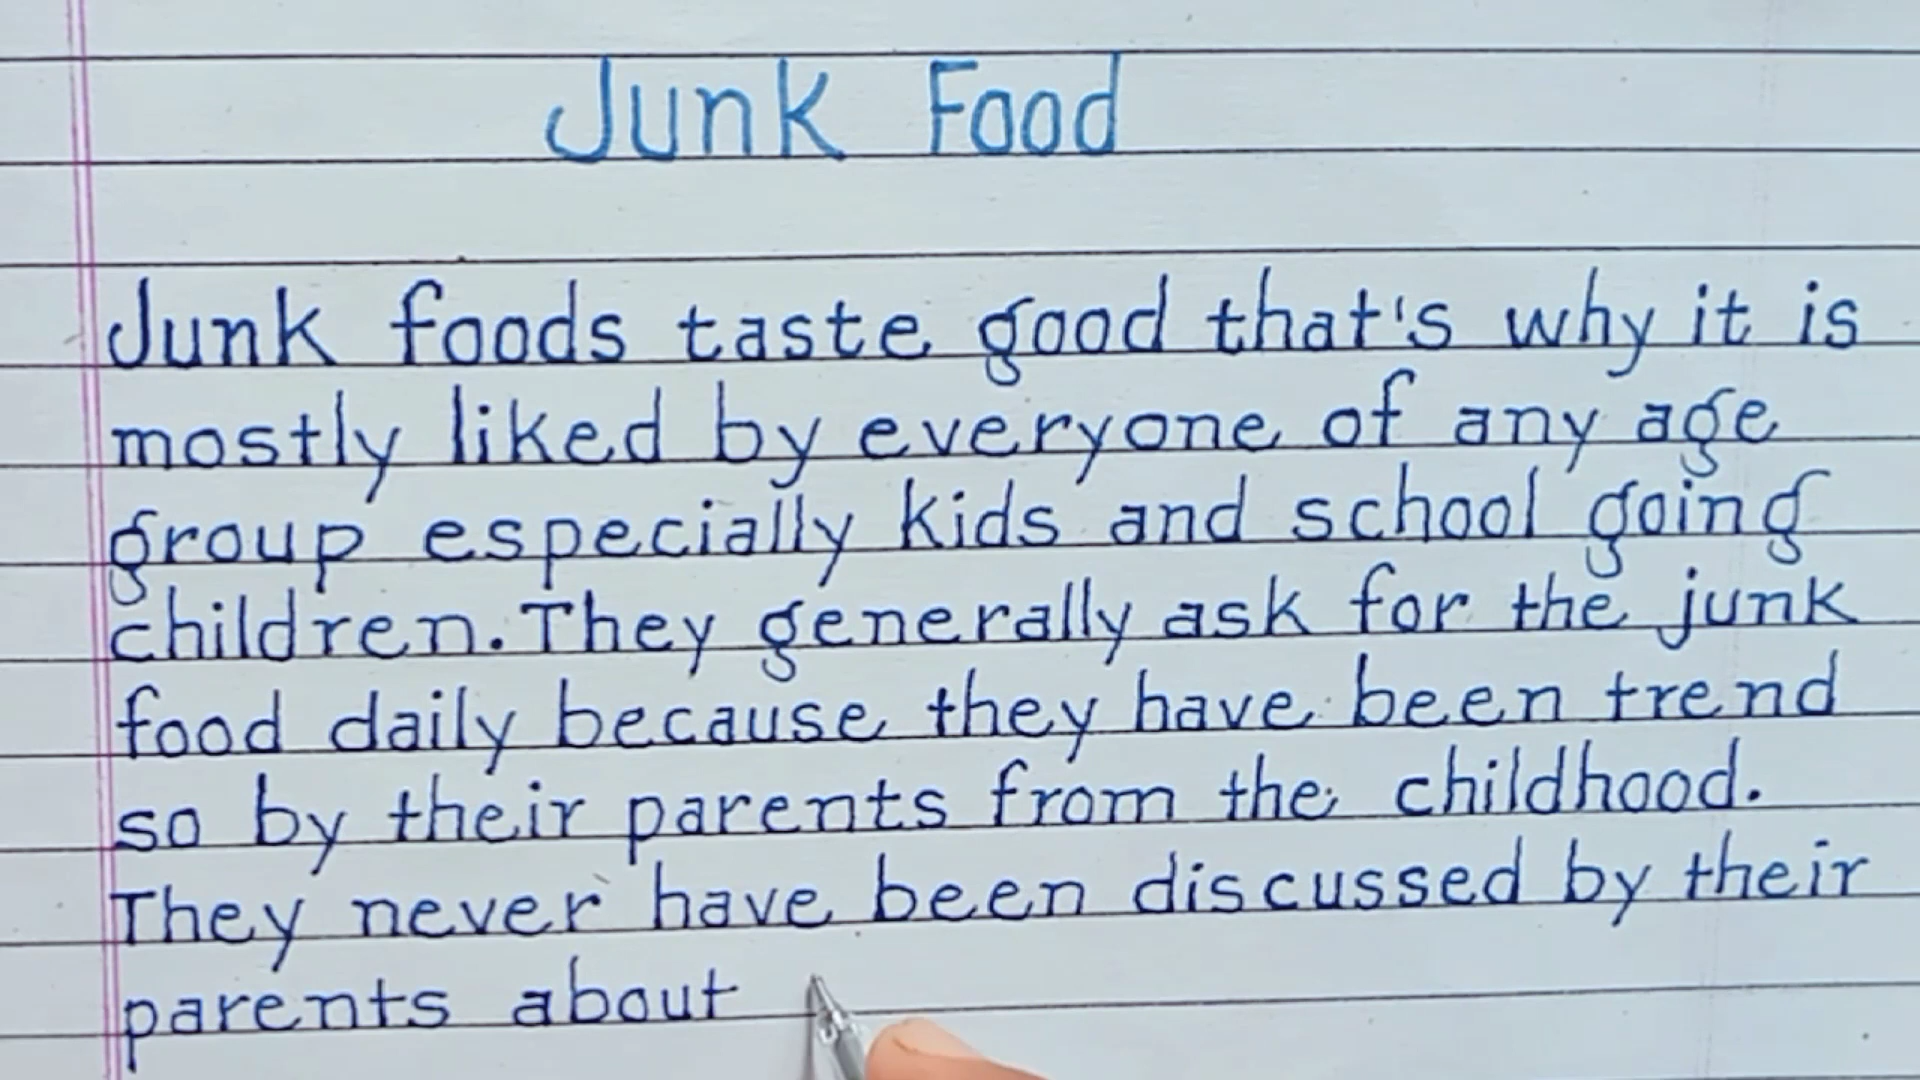 Junk Food
Junk foods taste good that's why it is
mostly liked by everyone of any age
group especially kids and school going
children. They generally ask for the junk
food daily because they have been trend
so by their parents from the childhood.
They never have been discussed by their
parents about